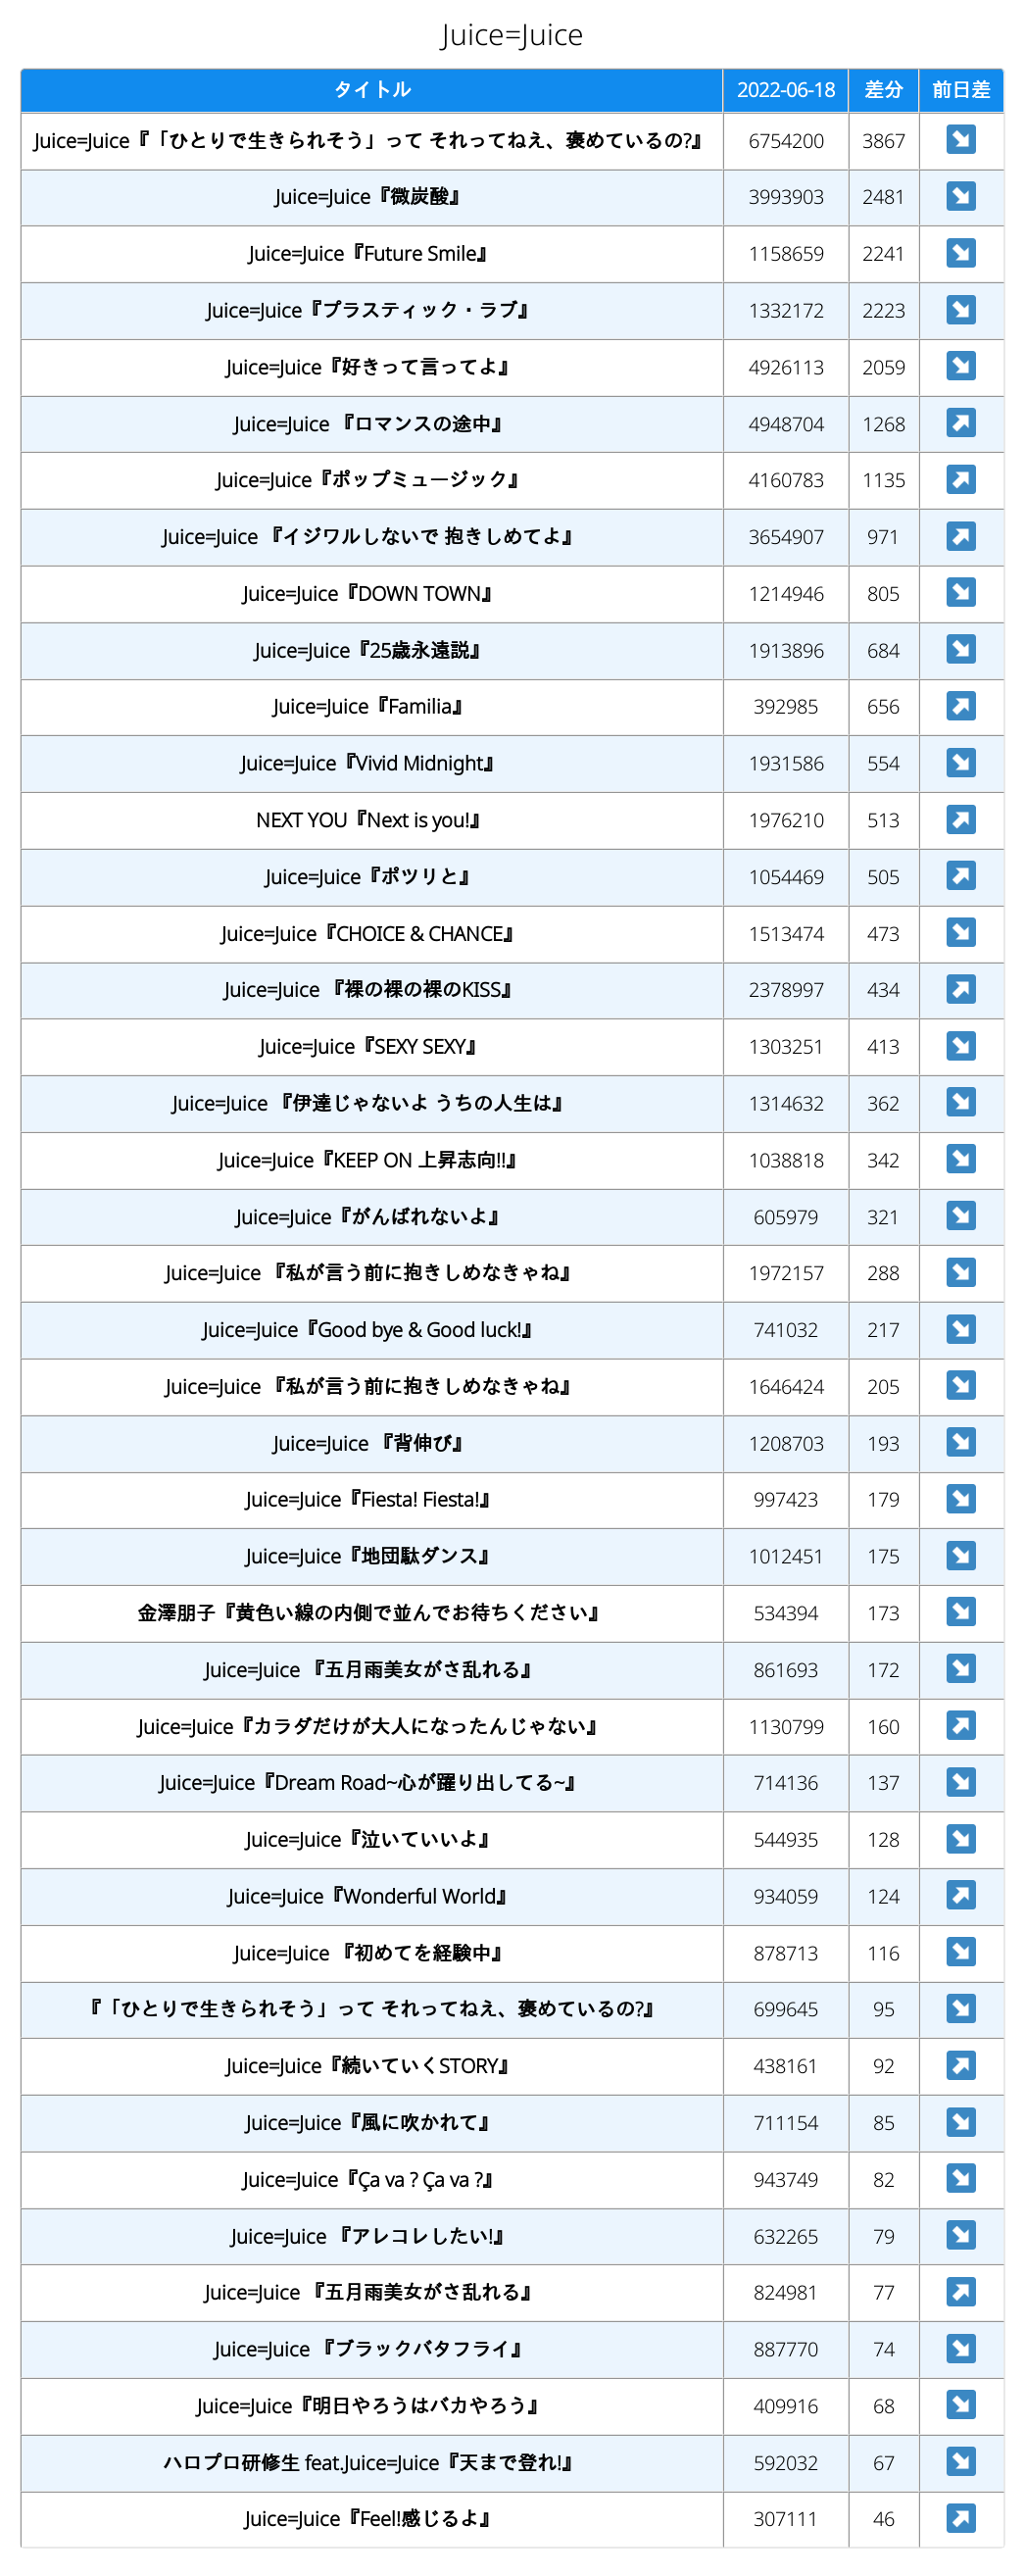 Juice=Juice
タイトル 2022-06-18 差分 前日差
Juice=Juice『「ひとりで生きられそう」って それってねえ、褒めているの?』 6754200 3867 ↘
Juice=Juice『微炭酸』 3993903 2481 ↘
Juice=Juice『Future Smile』 1158659 2241 ↘
Juice=Juice『プラスティック・ラブ』 1332172 2223 ↘
Juice=Juice『好きって言ってよ』 4926113 2059 ↘
Juice=Juice 『ロマンスの途中』 4948704 1268 ↗
Juice=Juice『ポップミュージック』 4160783 1135 ↗
Juice=Juice 『イジワルしないで 抱きしめてよ』 3654907 971 ↗
Juice=Juice『DOWN TOWN』 1214946 805 ↘
Juice=Juice『25歳永遠説』 1913896 684 ↘
Juice=Juice『Familia』 392985 656 ↗
Juice=Juice『Vivid Midnight』 1931586 554 ↘
NEXT YOU『Next is you!』 1976210 513 ↗
Juice=Juice『ポツリと』 1054469 505 ↗
Juice=Juice『CHOICE & CHANCE』 1513474 473 ↘
Juice=Juice 『裸の裸の裸のKISS』 2378997 434 ↗
Juice=Juice『SEXY SEXY』 1303251 413 ↘
Juice=Juice 『伊達じゃないよ うちの人生は』 1314632 362 ↘
Juice=Juice『KEEP ON 上昇志向!!』 1038818 342 ↘
Juice=Juice『がんばれないよ』 605979 321 ↘
Juice=Juice 『私が言う前に抱きしめなきゃね』 1972157 288 ↘
Juice=Juice『Good bye & Good luck!』 741032 217 ↘
Juice=Juice 『私が言う前に抱きしめなきゃね』 1646424 205 ↘
Juice=Juice 『背伸び』 1208703 193 ↘
Juice=Juice『Fiesta! Fiesta!』 997423 179 ↘
Juice=Juice『地団駄ダンス』 1012451 175 ↘
金澤朋子『黄色い線の内側で並んでお待ちください』 534394 173 ↘
Juice=Juice 『五月雨美女がさ乱れる』 861693 172 ↘
Juice=Juice『カラダだけが大人になったんじゃない』 1130799 160 ↗
Juice=Juice『Dream Road~心が躍り出してる~』 714136 137 ↘
Juice=Juice『泣いていいよ』 544935 128 ↘
Juice=Juice『Wonderful World』 934059 124 ↗
Juice=Juice 『初めてを経験中』 878713 116 ↘
『「ひとりで生きられそう」って それってねえ、褒めているの?』 699645 95 ↘
Juice=Juice『続いていくSTORY』 438161 92 ↗
Juice=Juice『風に吹かれて』 711154 85 ↘
Juice=Juice『Ça va ? Ça va ?』 943749 82 ↘
Juice=Juice 『アレコレしたい!』 632265 79 ↘
Juice=Juice 『五月雨美女がさ乱れる』 824981 77 ↗
Juice=Juice 『ブラックバタフライ』 887770 74 ↘
Juice=Juice『明日やろうはバカやろう』 409916 68 ↘
ハロプロ研修生 feat.Juice=Juice『天まで登れ!』 592032 67 ↘
Juice=Juice『Feel!感じるよ』 307111 46 ↗